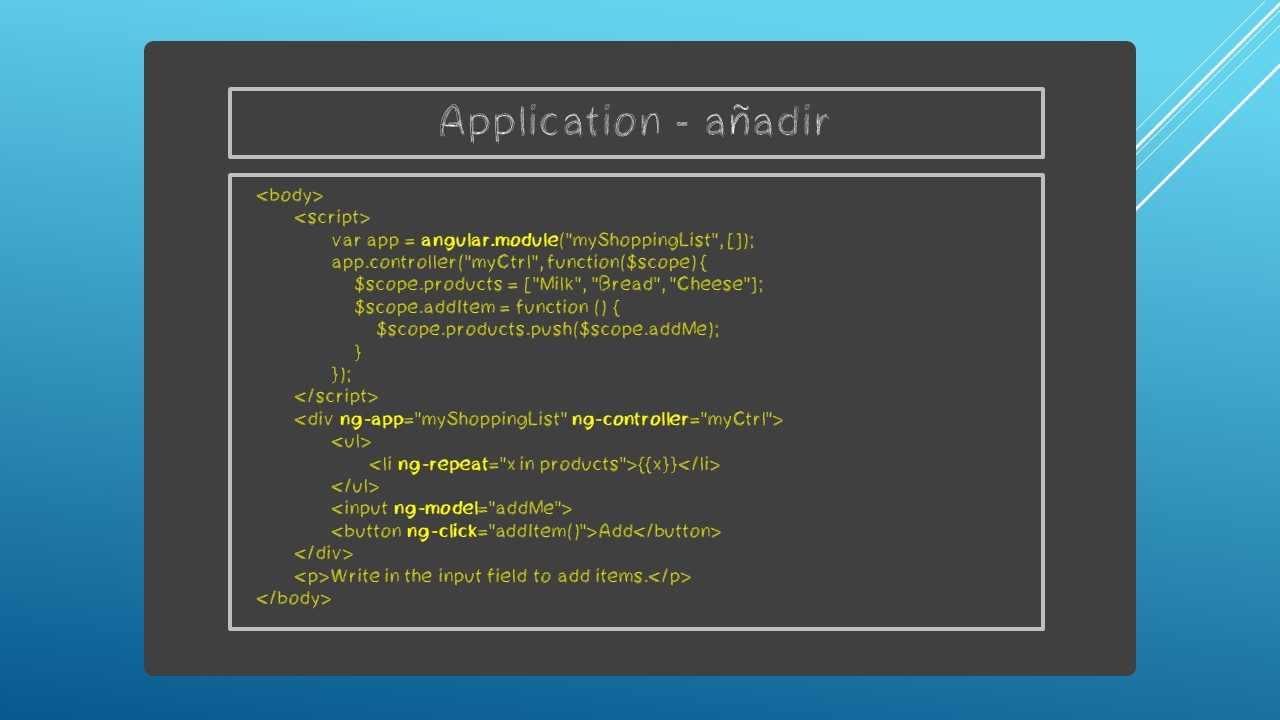 Application - añadir
<body>
<script>
var app = angular.module("myShoppingList", []);
app.controller("myCtrl", function($scope) {
$scope.products = ["Milk", "Bread", "Cheese"];
$scope.addItem = function () {
$scope.products.push($scope.addMe);
}
});
</script>
<div ng-app="myShoppingList" ng-controller="myCtrl">
<ul>
<li ng-repeat="x in products">{{x}}</li>
</ul>
<input ng-model="addMe">
<button ng-click="addItem()">Add</button>
</div>
<p>Write in the input field to add items.</p>
</body>